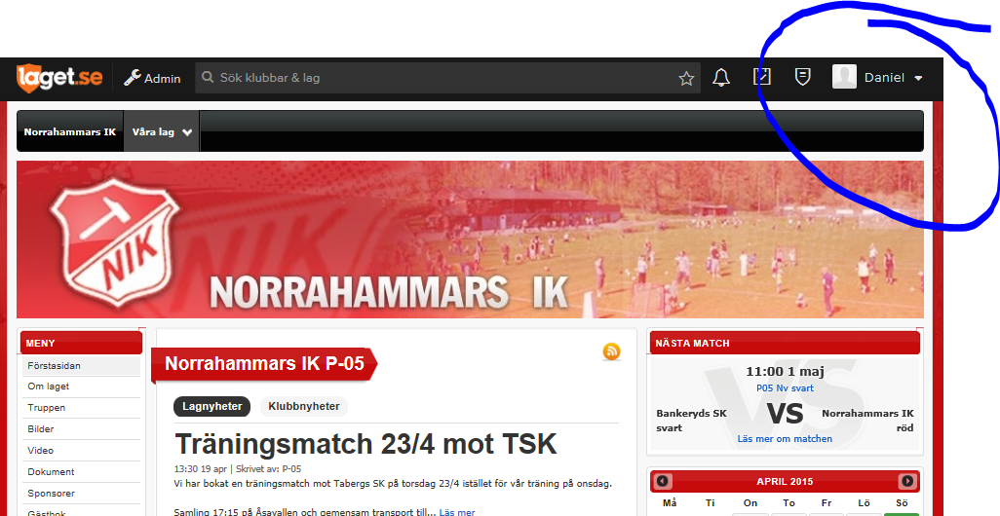 laget.se Admin Sök klubbar & lag Daniel
Norrahammars IK Våra lag
NIK
NORRAHAMMARS IK
MENY
Förstasidan
Om laget
Truppen
Bilder
Video
Dokument
Sponsorer
Gästbok
Norrahammars IK P-05
Lagnyheter Klubbnyheter
Träningsmatch 23/4 mot TSK
13:30 19 apr | Skrivet av: P-05
Vi har bokat en träningsmatch mot Tabergs SK på torsdag 23/4 istället för vår träning på onsdag.
Samling 17:15 på Åsavallen och gemensam transport till... Läs mer
NÄSTA MATCH
11:00 1 maj
P05 Nv svart
Bankeryds SK svart
VS
Norrahammars IK röd
Läs mer om matchen
APRIL 2015
Må Ti On To Fr Lö Sö